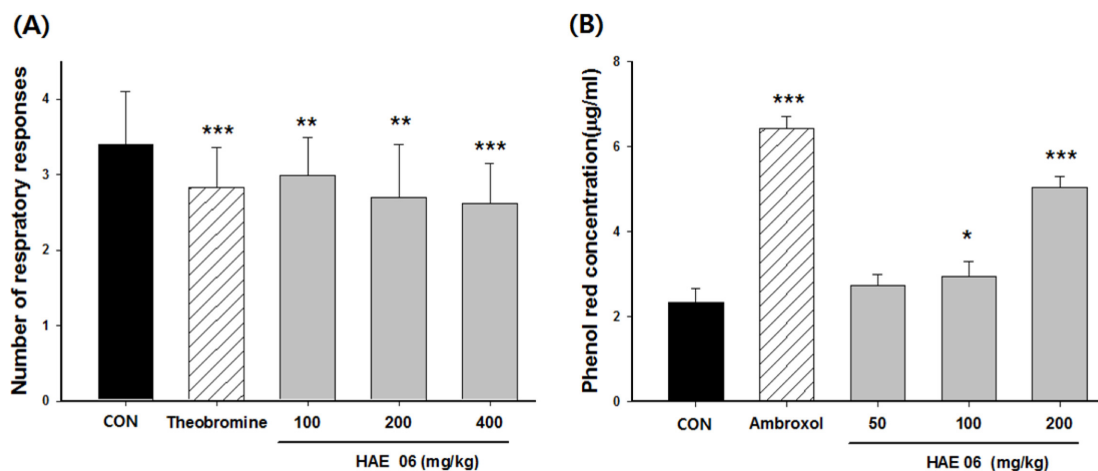 (A)
Number of respratory responses
4
3
2
1
0
***
**
**
***
CON Theobromine 100 200 400
HAE 06 (mg/kg)
(B)
Phenol red concentration(µg/ml)
8
6
4
2
0
***
*
***
CON Ambroxol 50 100 200
HAE 06 (mg/kg)